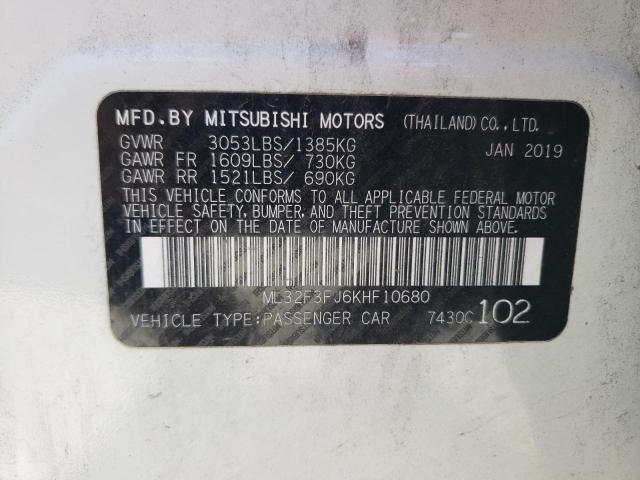 MFD.BY MITSUBISHI MOTORS (THAILAND)CO.,LTD.
GVWR 3053LBS/1385KG JAN 2019
GAWR FR 1609LBS/ 730KG
GAWR RR 1521LBS/ 690KG
THIS VEHICLE CONFORMS TO ALL APPLICABLE FEDERAL MOTOR
VEHICLE SAFETY, BUMPER, AND THEFT PREVENTION STANDARDS
IN EFFECT ON THE DATE OF MANUFACTURE SHOWN ABOVE.
ML32F3FJ6KHF10680
VEHICLE TYPE:PASSENGER CAR 7430C 102